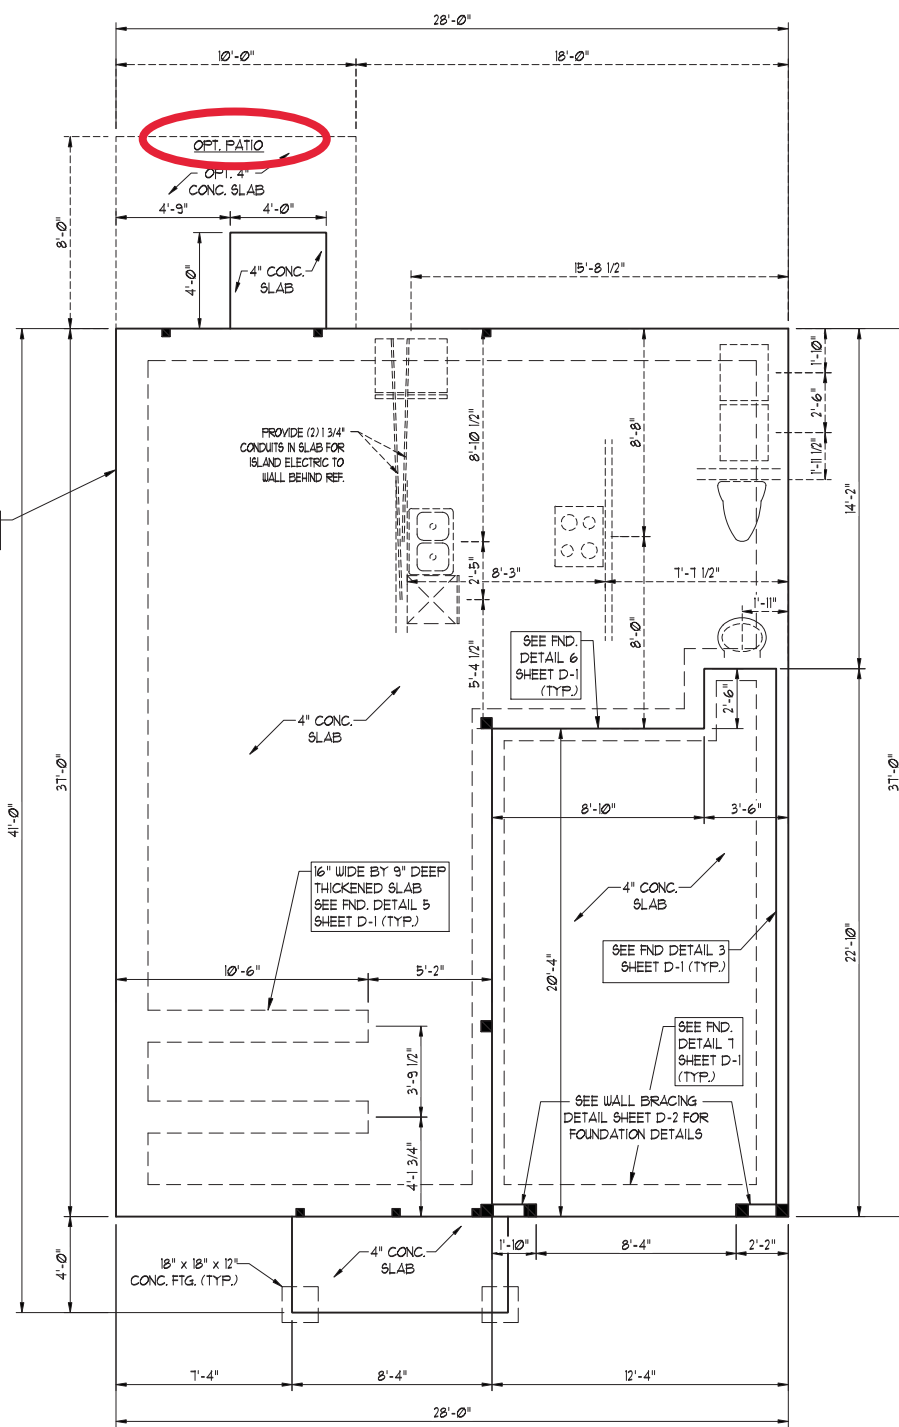 28'-0"
10'-0"
18'-0"
OPT. PATIO
OPT. 4"
CONC. SLAB
4'-9"
4'-0"
8'-0"
4'-0"
4" CONC.
SLAB
15'-8 1/2"
1'-10"
2'-6"
1'-11 1/2"
8'-10 1/2"
8'-8"
PROVIDE (2) 1 3/4"
CONDUITS IN SLAB FOR
ISLAND ELECTRIC TO
WALL BEHIND REF.
14'-2"
2'-5"
8'-3"
7'-7 1/2"
1'-11"
5'-4 1/2"
8'-0"
SEE FND.
DETAIL 6
SHEET D-1
(TYP.)
2'-6"
4" CONC.
SLAB
37'-0"
41'-0"
37'-0"
8'-10"
3'-6"
16" WIDE BY 9" DEEP
THICKENED SLAB
SEE FND. DETAIL 5
SHEET D-1 (TYP.)
4" CONC.
SLAB
SEE FND DETAIL 3
SHEET D-1 (TYP.)
22'-10"
10'-6"
5'-2"
20'-4"
SEE FND.
DETAIL 7
SHEET D-1
(TYP.)
3'-9 1/2"
SEE WALL BRACING
DETAIL SHEET D-2 FOR
FOUNDATION DETAILS
4'-1 3/4"
4'-0"
18" x 18" x 12"
CONC. FTG. (TYP.)
4" CONC.
SLAB
1'-10"
8'-4"
2'-2"
7'-4"
8'-4"
12'-4"
28'-0"